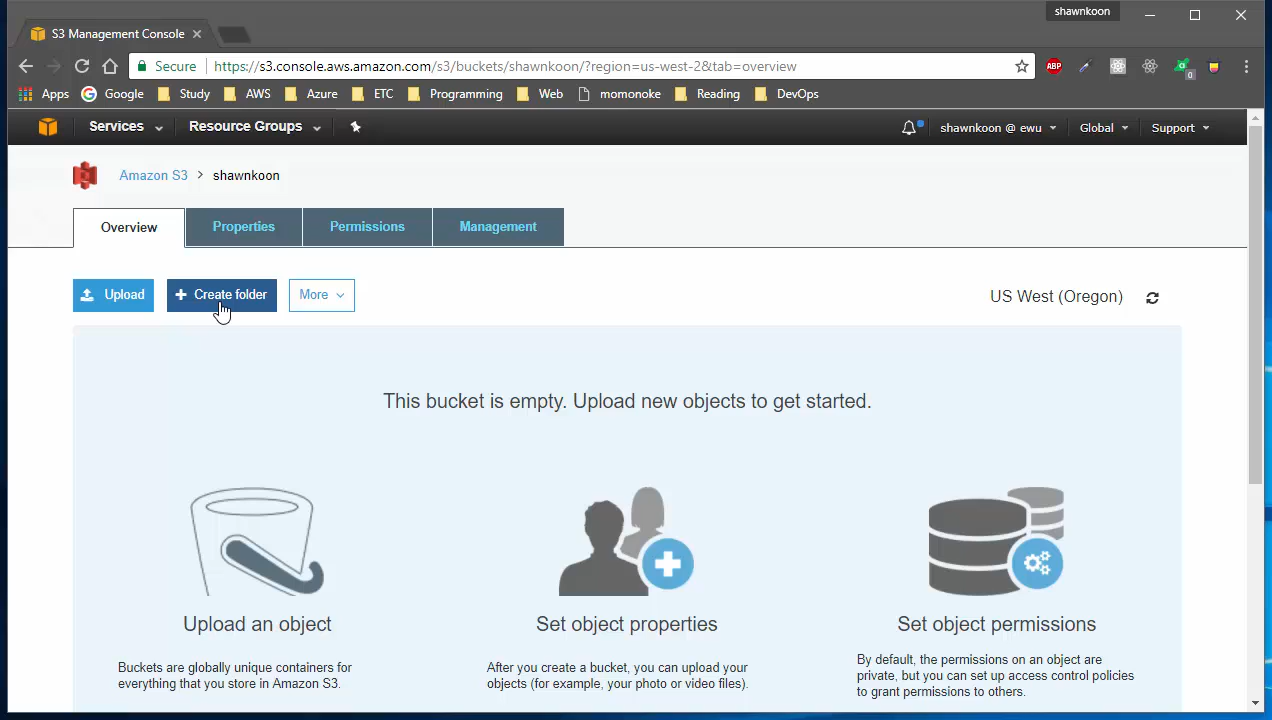 shawnkoon
S3 Management Console
Secure https://s3.console.aws.amazon.com/s3/buckets/shawnkoon/?region=us-west-2&tab=overview
ABP
0
Apps Google Study AWS Azure ETC Programming Web momonoke Reading DevOps
Services Resource Groups shawnkoon @ ewu Global Support
Amazon S3 > shawnkoon
Overview Properties Permissions Management
Upload + Create folder More US West (Oregon)
This bucket is empty. Upload new objects to get started.
Upload an object
Buckets are globally unique containers for
everything that you store in Amazon S3.
Set object properties
After you create a bucket, you can upload your
objects (for example, your photo or video files).
Set object permissions
By default, the permissions on an object are
private, but you can set up access control policies
to grant permissions to others.